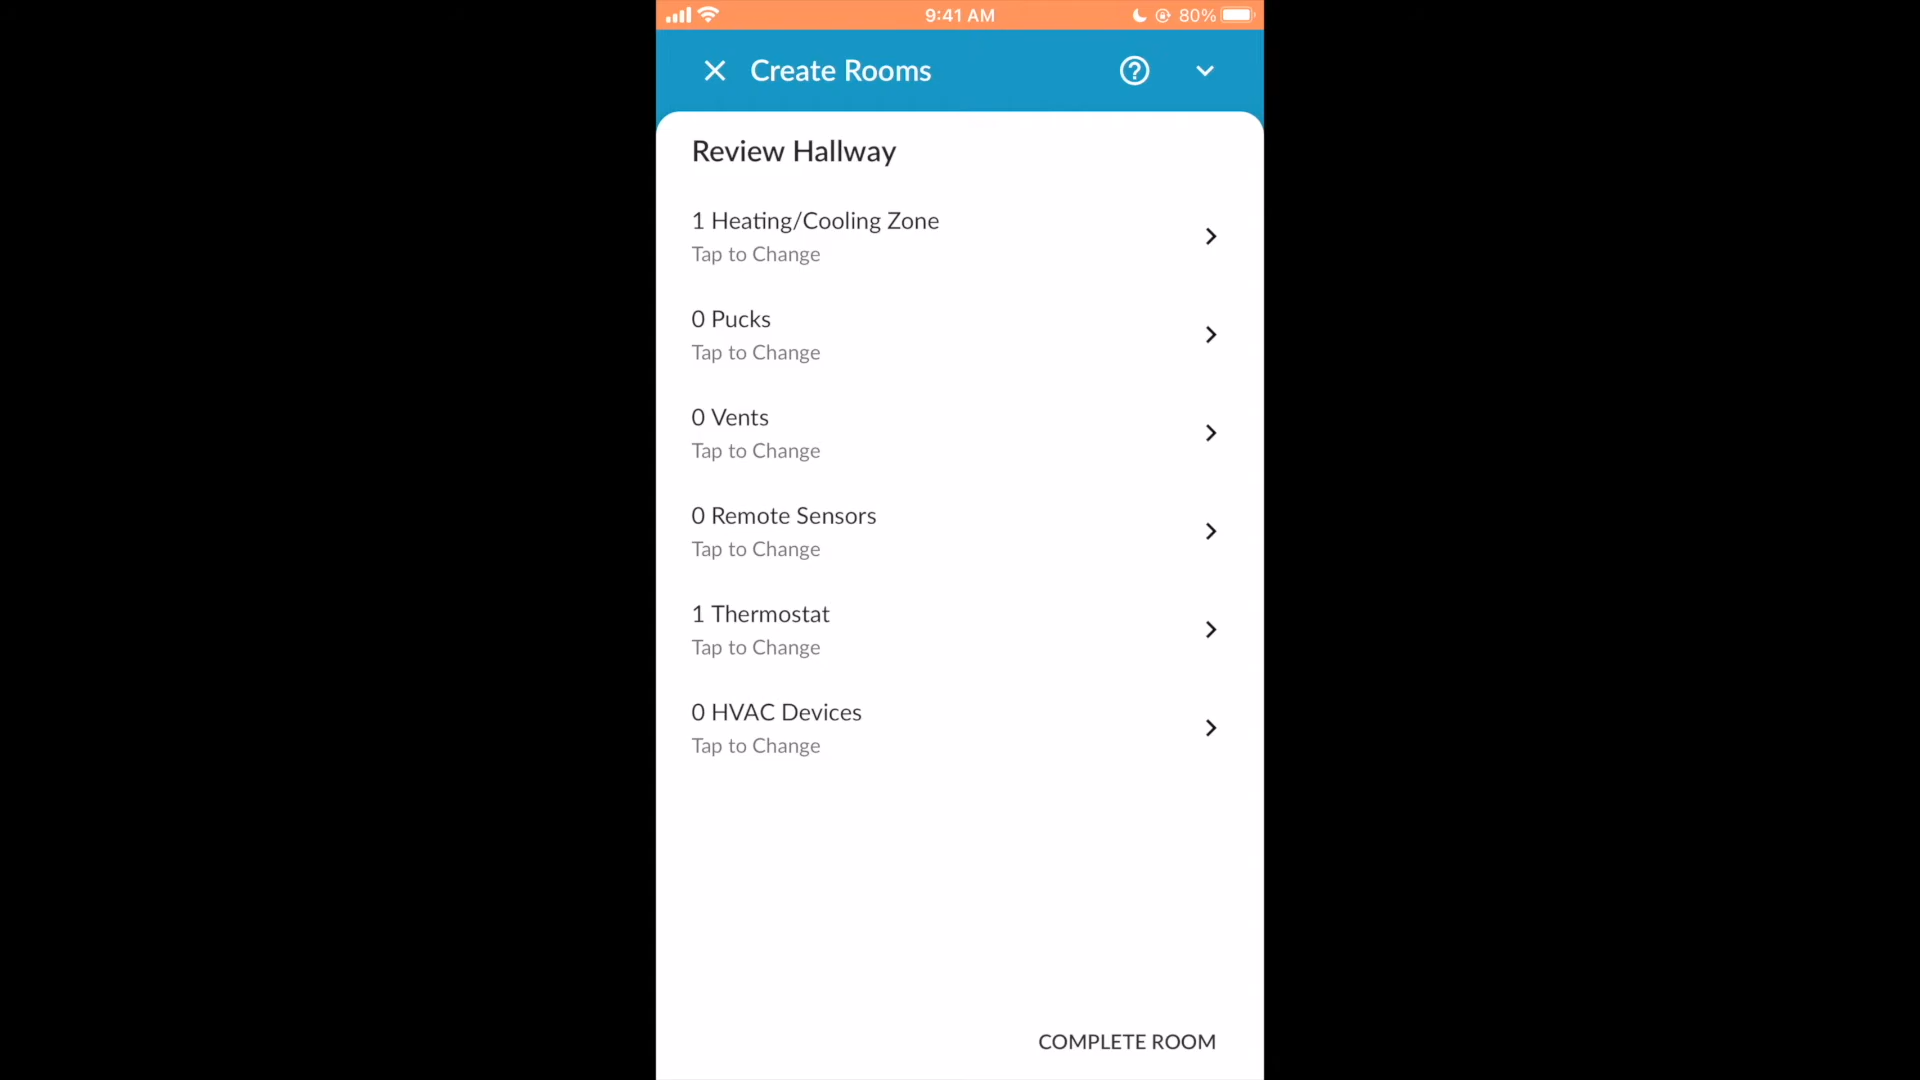 9:41 AM
80%
Create Rooms
Review Hallway
1 Heating/Cooling Zone
Tap to Change
0 Pucks
Tap to Change
0 Vents
Tap to Change
0 Remote Sensors
Tap to Change
1 Thermostat
Tap to Change
0 HVAC Devices
Tap to Change
COMPLETE ROOM